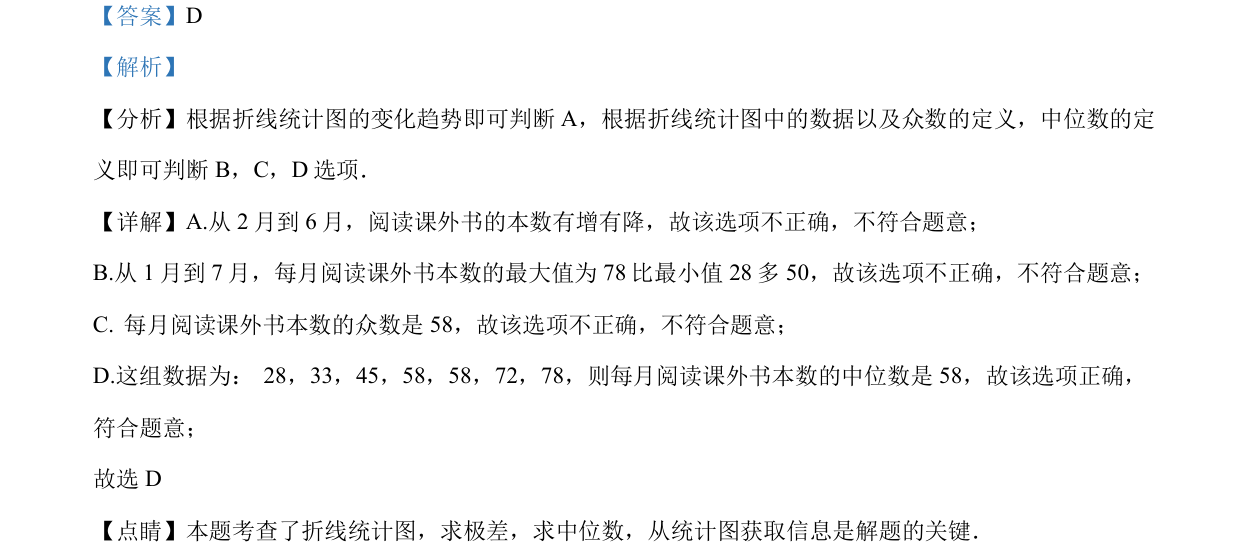 【答案】D
【解析】
【分析】根据折线统计图的变化趋势即可判断 A，根据折线统计图中的数据以及众数的定义，中位数的定
义即可判断 B，C，D 选项．
【详解】A.从 2 月到 6 月，阅读课外书的本数有增有降，故该选项不正确，不符合题意；
B.从 1 月到 7 月，每月阅读课外书本数的最大值为 78 比最小值 28 多 50，故该选项不正确，不符合题意；
C. 每月阅读课外书本数的众数是 58，故该选项不正确，不符合题意；
D.这组数据为： 28，33，45，58，58，72，78，则每月阅读课外书本数的中位数是 58，故该选项正确，
符合题意；
故选 D
【点睛】本题考查了折线统计图，求极差，求中位数，从统计图获取信息是解题的关键．